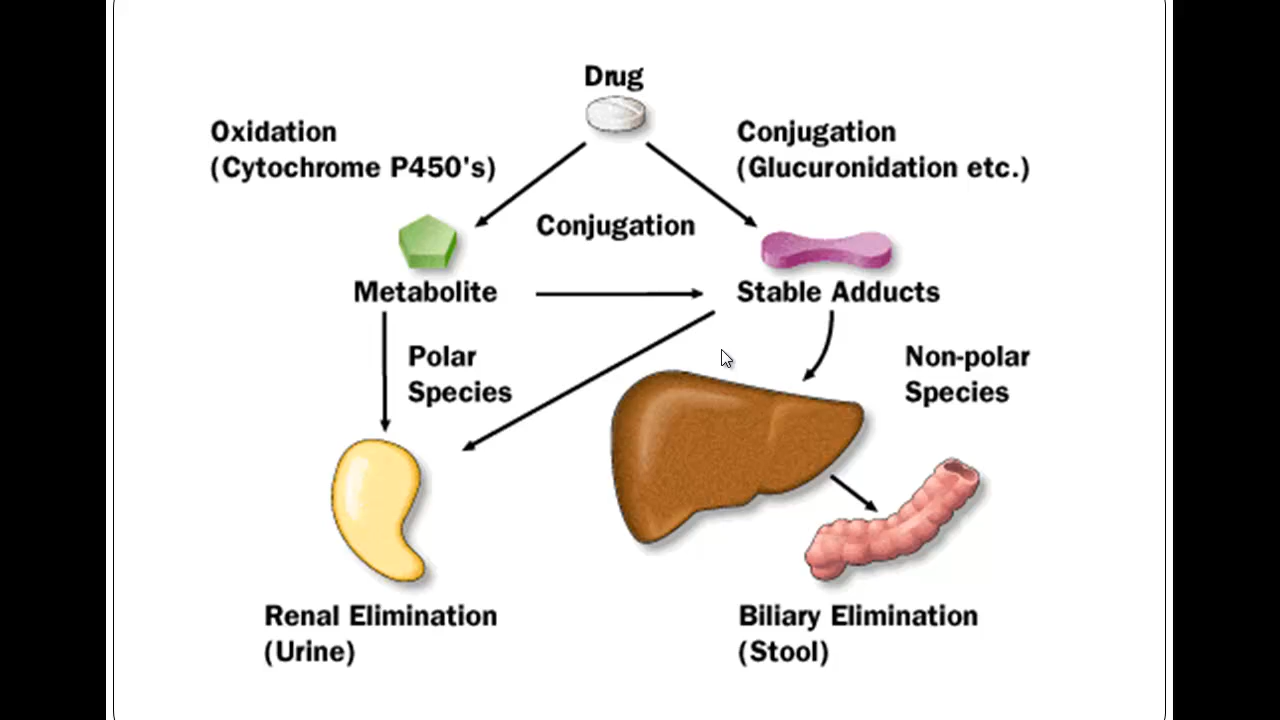 Drug
Oxidation
(Cytochrome P450's)
Conjugation
(Glucuronidation etc.)
Conjugation
Metabolite
Stable Adducts
Polar
Species
Non-polar
Species
Renal Elimination
(Urine)
Biliary Elimination
(Stool)